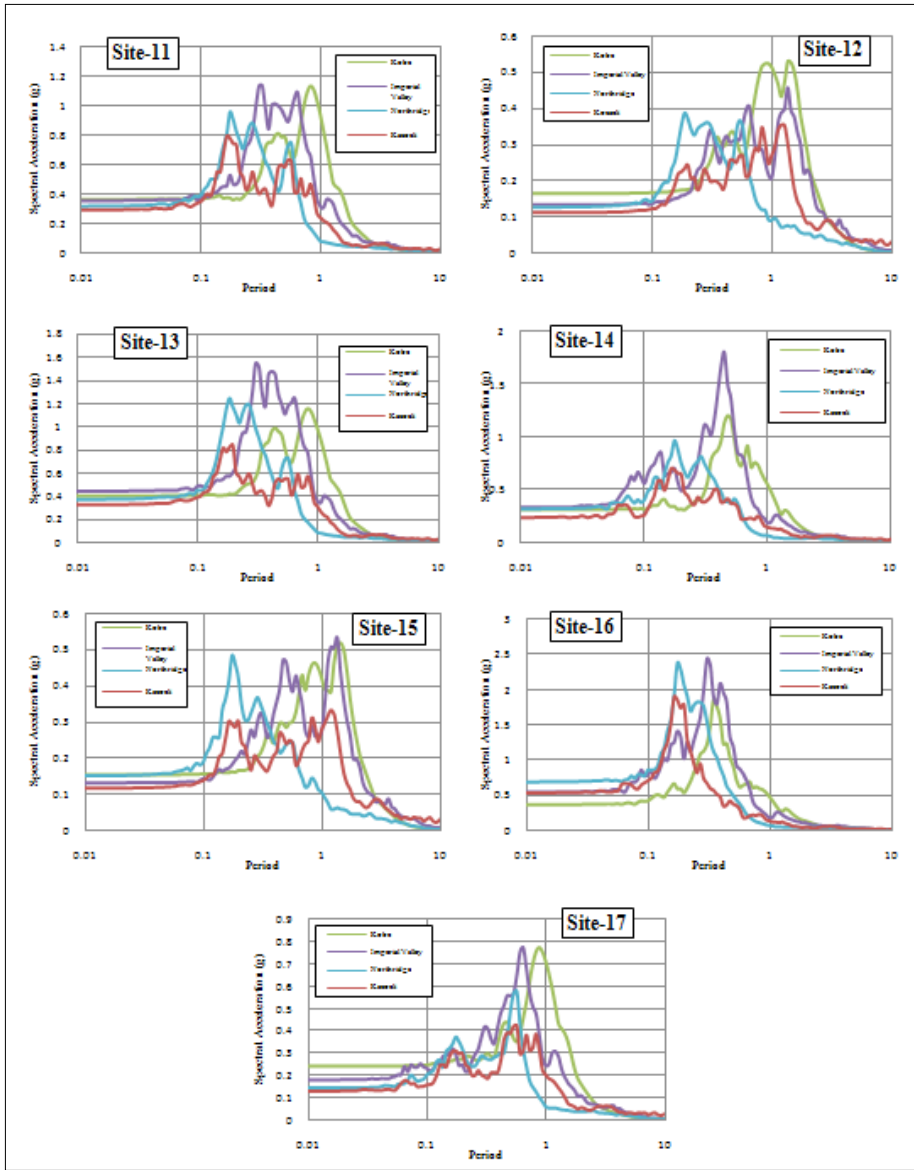 Site-11
Spectral Acceleration (g)
1.4
1.2
1
0.8
0.6
0.4
0.2
0
Kobe
Imperial
Valley
Northridge
0.01 0.1 1 10
Period
Site-12
Spectral Acceleration (g)
0.6
0.5
0.4
0.3
0.2
0.1
0
Kobe
Imperial Valley
Northridge
0.01 0.1 1 10
Period
Site-13
Spectral Acceleration (g)
1.8
1.6
1.4
1.2
1
0.8
0.6
0.4
0.2
0
Kobe
Imperial
Valley
Northridge
0.01 0.1 1 10
Period
Site-14
Spectral Acceleration (g)
2
1.5
1
0.5
0
Kobe
Imperial Valley
Northridge
0.01 0.1 1 10
Period
Site-15
Spectral Acceleration (g)
0.6
0.5
0.4
0.3
0.2
0.1
0
Kobe
Imperial
Valley
Northridge
0.01 0.1 1 10
Period
Site-16
Spectral Acceleration (g)
3
2.5
2
1.5
1
0.5
0
Kobe
Imperial Valley
Northridge
0.01 0.1 1 10
Period
Site-17
Spectral Acceleration (g)
0.9
0.8
0.7
0.6
0.5
0.4
0.3
0.2
0.1
0
Kobe
Imperial Valley
Northridge
0.01 0.1 1 10
Period